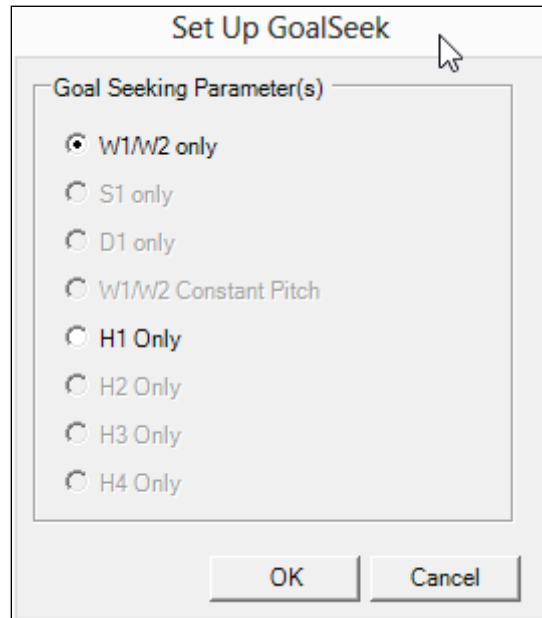 Set Up GoalSeek
Goal Seeking Parameter(s)
W1/W2 only
S1 only
D1 only
W1/W2 Constant Pitch
H1 Only
H2 Only
H3 Only
H4 Only
OK Cancel